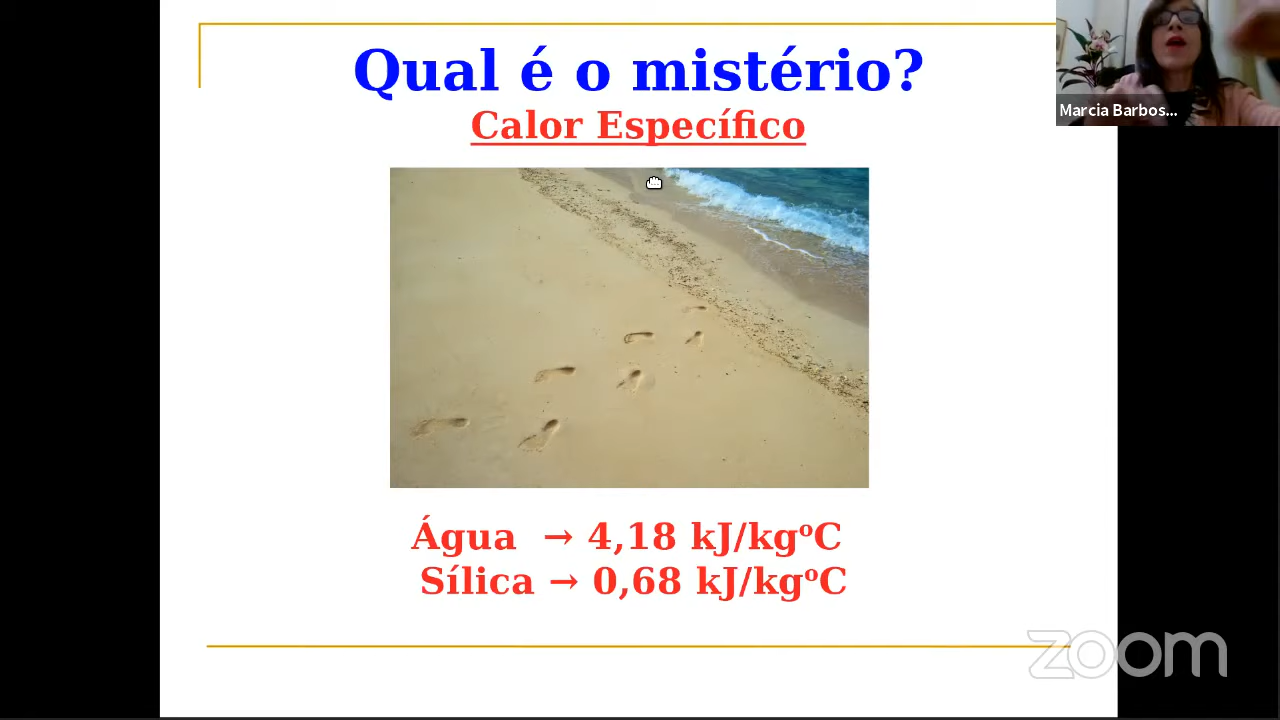 Qual é o mistério?
Calor Específico
Marcia Barbos...
Água → 4,18 kJ/kgºC
Sílica → 0,68 kJ/kgºC
zoom